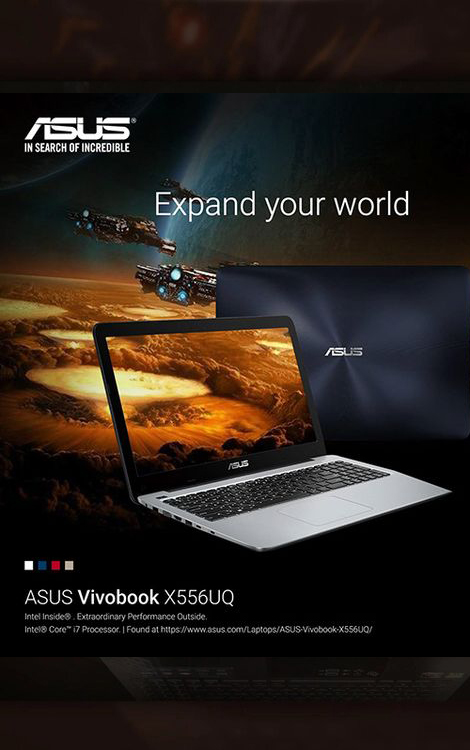 ASUS®
IN SEARCH OF INCREDIBLE
Expand your world
ASUS
ASUS
ASUS Vivobook X556UQ
Intel Inside® . Extraordinary Performance Outside.
Intel® Core™ i7 Processor. | Found at https://www.asus.com/Laptops/ASUS-Vivobook-X556UQ/